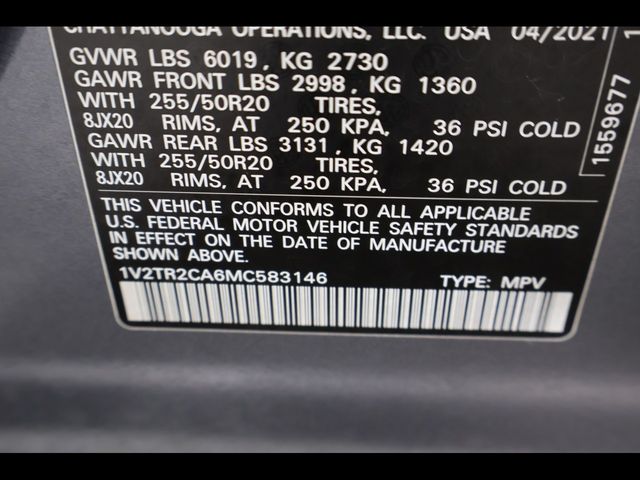 CHATTANOOGA OPERATIONS, LLC. USA 04/2021
GVWR LBS 6019, KG 2730
GAWR FRONT LBS 2998, KG 1360
WITH 255/50R20 TIRES,
8JX20 RIMS, AT 250 KPA, 36 PSI COLD
GAWR REAR LBS 3131, KG 1420
WITH 255/50R20 TIRES,
8JX20 RIMS, AT 250 KPA, 36 PSI COLD
THIS VEHICLE CONFORMS TO ALL APPLICABLE
U.S. FEDERAL MOTOR VEHICLE SAFETY STANDARDS
IN EFFECT ON THE DATE OF MANUFACTURE
SHOWN ABOVE.
1V2TR2CA6MC583146 TYPE: MPV
1559677